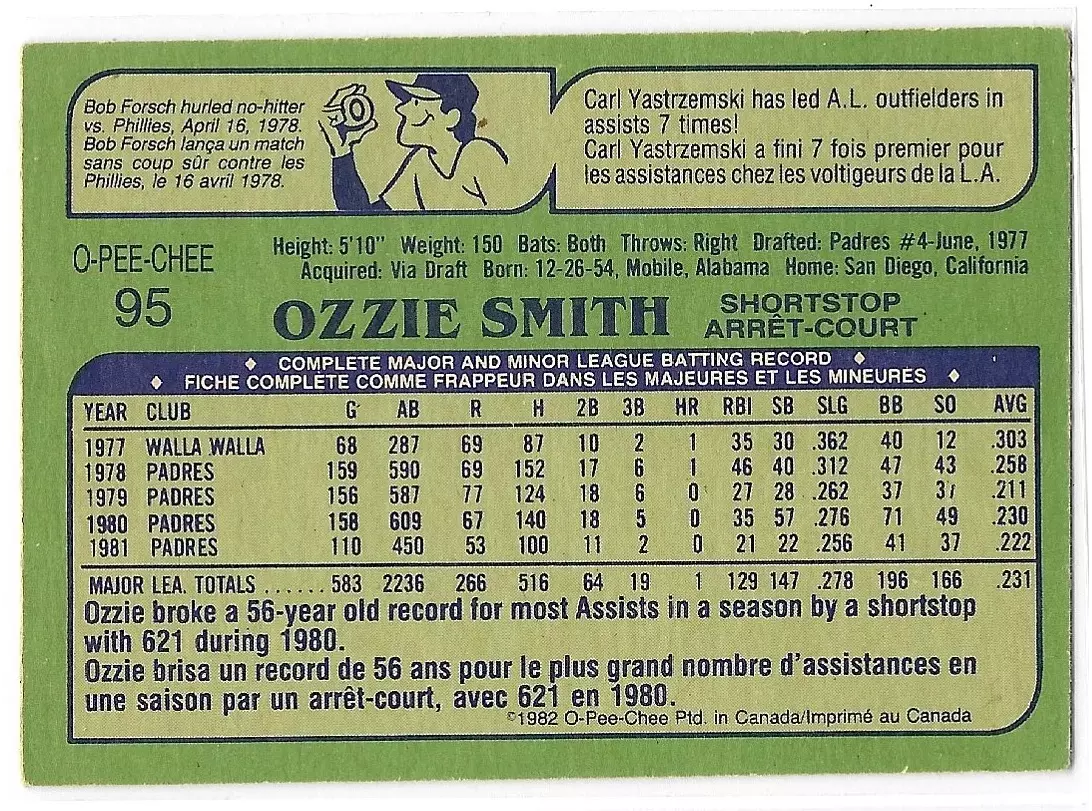 Bob Forsch hurled no-hitter
vs. Phillies, April 16, 1978.
Bob Forsch lança un match
sans coup sûr contre les
Phillies, le 16 avril 1978.
Carl Yastrzemski has led A.L. outfielders in
assists 7 times!
Carl Yastrzemski a fini 7 fois premier pour
les assistances chez les voltigeurs de la L.A.
O-PEE-CHEE
95
Height: 5'10" Weight: 150 Bats: Both Throws: Right Drafted: Padres #4-June, 1977
Acquired: Via Draft Born: 12-26-54, Mobile, Alabama Home: San Diego, California
OZZIE SMITH
SHORTSTOP
ARRÊT-COURT
COMPLETE MAJOR AND MINOR LEAGUE BATTING RECORD
FICHE COMPLÈTE COMME FRAPPEUR DANS LES MAJEURES ET LES MINEURES
YEAR CLUB G AB R H 2B 3B HR RBI SB SLG BB SO AVG
1977 WALLA WALLA 68 287 69 87 10 2 1 35 30 .362 40 12 .303
1978 PADRES 159 590 69 152 17 6 1 46 40 .312 47 43 .258
1979 PADRES 156 587 77 124 18 6 0 27 28 .262 37 37 .211
1980 PADRES 158 609 67 140 18 5 0 35 57 .276 71 49 .230
1981 PADRES 110 450 53 100 11 2 0 21 22 .256 41 37 .222
MAJOR LEA. TOTALS ...... 583 2236 266 516 64 19 1 129 147 .278 196 166 .231
Ozzie broke a 56-year old record for most Assists in a season by a shortstop
with 621 during 1980.
Ozzie brisa un record de 56 ans pour le plus grand nombre d'assistances en
une saison par un arrêt-court, avec 621 en 1980.
©1982 O-Pee-Chee Ptd. in Canada/Imprimé au Canada